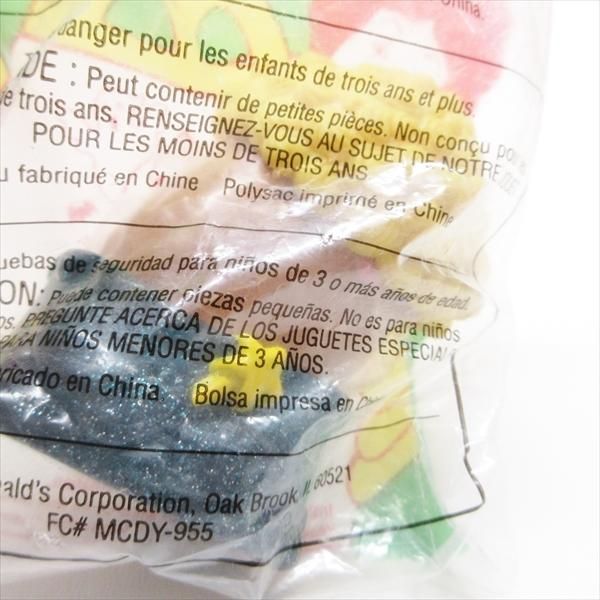 China.
danger pour les enfants de trois ans et plus.
DE : Peut contenir de petites pièces. Non conçu
de trois ans. RENSEIGNEZ-VOUS AU SUJET DE NOTRE
POUR LES MOINS DE TROIS ANS
u fabriqué en Chine Polysac imprimé en Chine
uebas de seguridad para niños de 3 o más años de edad.
ON: Puede contener piezas pequeñas. No es para niños
os. PREGUNTE ACERCA DE LOS JUGUETES ESPECIA
PARA NIÑOS MENORES DE 3 AÑOS.
ricado en China. Bolsa impresa en
ald's Corporation, Oak Brook, IL 60521
FC# MCDY-955